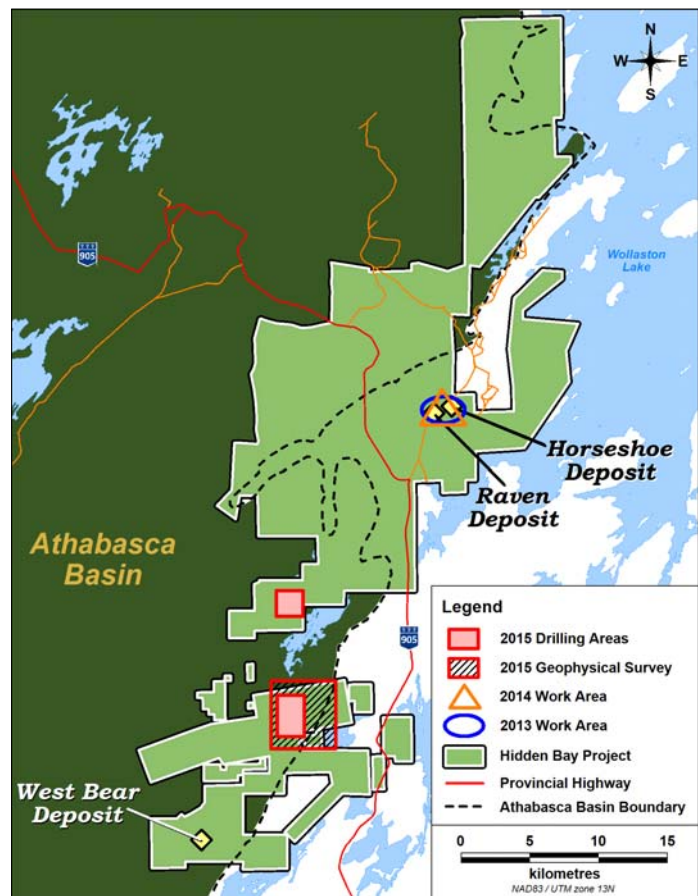 N
W E
S
905
Wollaston
Lake
Horseshoe
Deposit
Raven
Deposit
Athabasca
Basin
905
West Bear
Deposit
Legend
2015 Drilling Areas
2015 Geophysical Survey
2014 Work Area
2013 Work Area
Hidden Bay Project
Provincial Highway
Athabasca Basin Boundary
0 5 10 15
kilometres
NAD83 / UTM zone 13N